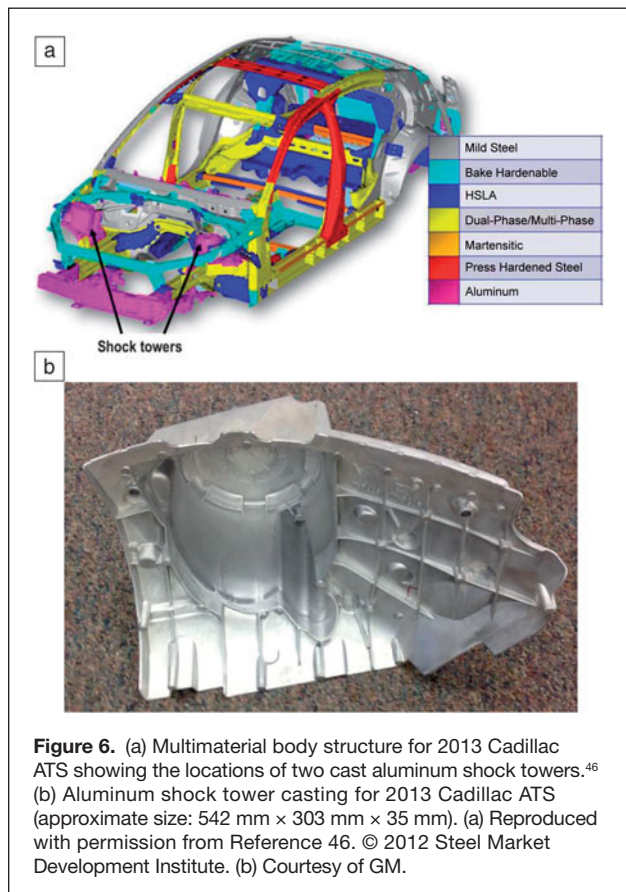 a
Mild Steel
Bake Hardenable
HSLA
Dual-Phase/Multi-Phase
Martensitic
Press Hardened Steel
Aluminum
Shock towers
b
Figure 6. (a) Multimaterial body structure for 2013 Cadillac
ATS showing the locations of two cast aluminum shock towers.⁴⁶
(b) Aluminum shock tower casting for 2013 Cadillac ATS
(approximate size: 542 mm × 303 mm × 35 mm). (a) Reproduced
with permission from Reference 46. © 2012 Steel Market
Development Institute. (b) Courtesy of GM.